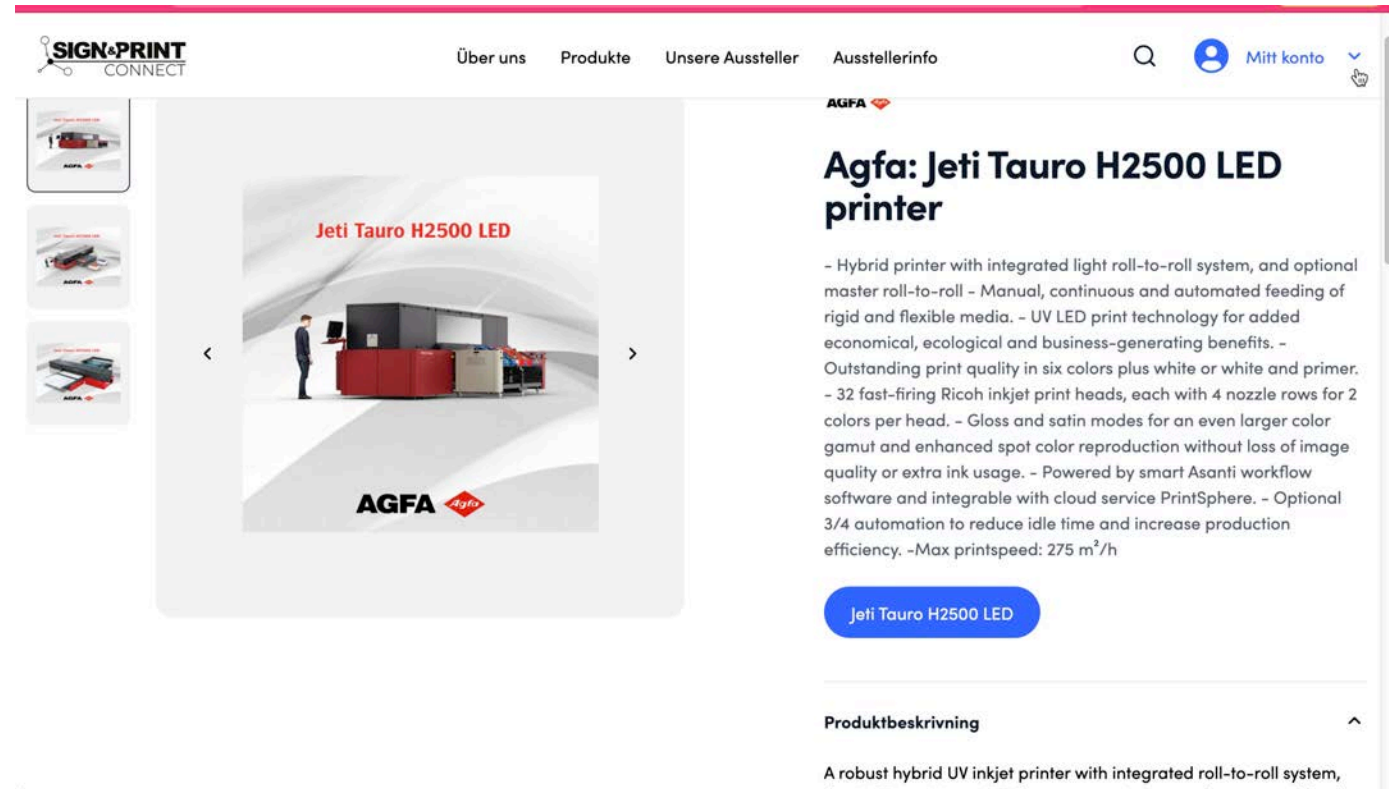 SIGN&PRINT
CONNECT
Über uns
Produkte
Unsere Aussteller
Ausstellerinfo
Mitt konto
AGFA
Jeti Tauro H2500 LED
AGFA Agfa
AGFA
AGFA
AGFA
Agfa: Jeti Tauro H2500 LED
printer
- Hybrid printer with integrated light roll-to-roll system, and optional
master roll-to-roll - Manual, continuous and automated feeding of
rigid and flexible media. - UV LED print technology for added
economical, ecological and business-generating benefits. -
Outstanding print quality in six colors plus white or white and primer.
- 32 fast-firing Ricoh inkjet print heads, each with 4 nozzle rows for 2
colors per head. - Gloss and satin modes for an even larger color
gamut and enhanced spot color reproduction without loss of image
quality or extra ink usage. - Powered by smart Asanti workflow
software and integrable with cloud service PrintSphere. - Optional
3/4 automation to reduce idle time and increase production
efficiency. -Max printspeed: 275 m²/h
Jeti Tauro H2500 LED
Produktbeskrivning
A robust hybrid UV inkjet printer with integrated roll-to-roll system,